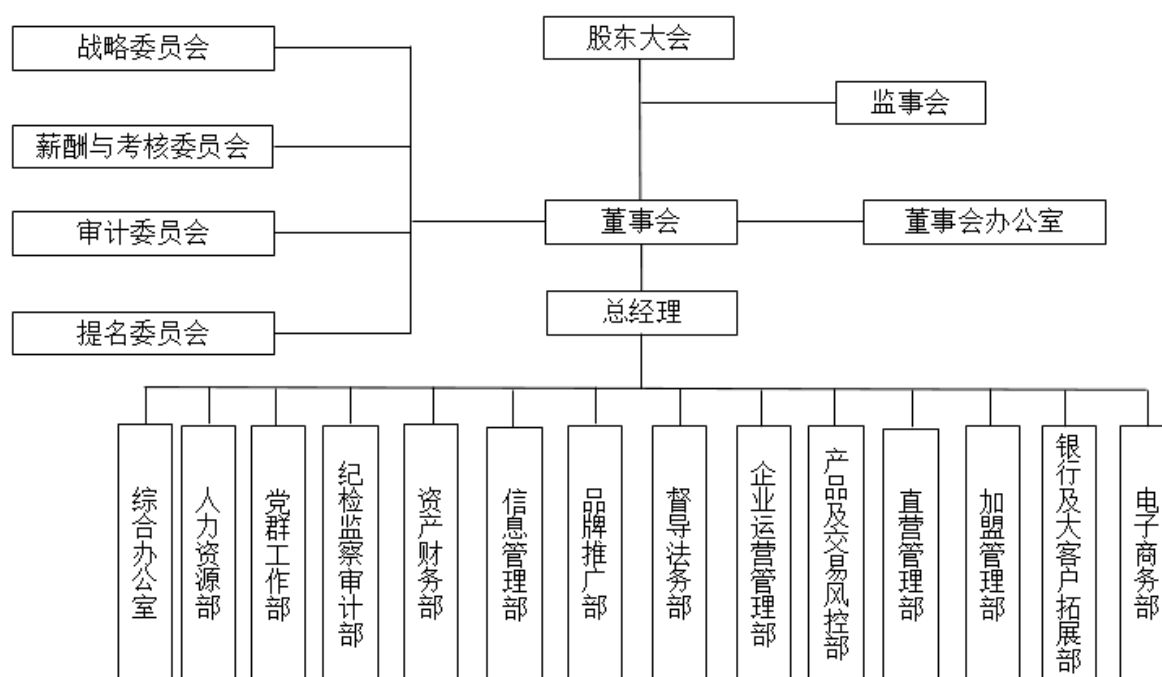 战略委员会
股东大会
监事会
薪酬与考核委员会
审计委员会
董事会
董事会办公室
提名委员会
总经理
综合办公室
人力资源部
党群工作部
纪检监察审计部
资产财务部
信息管理部
品牌推广部
督导法务部
企业运营管理部
产品及交易风控部
直营管理部
加盟管理部
银行及大客户拓展部
电子商务部